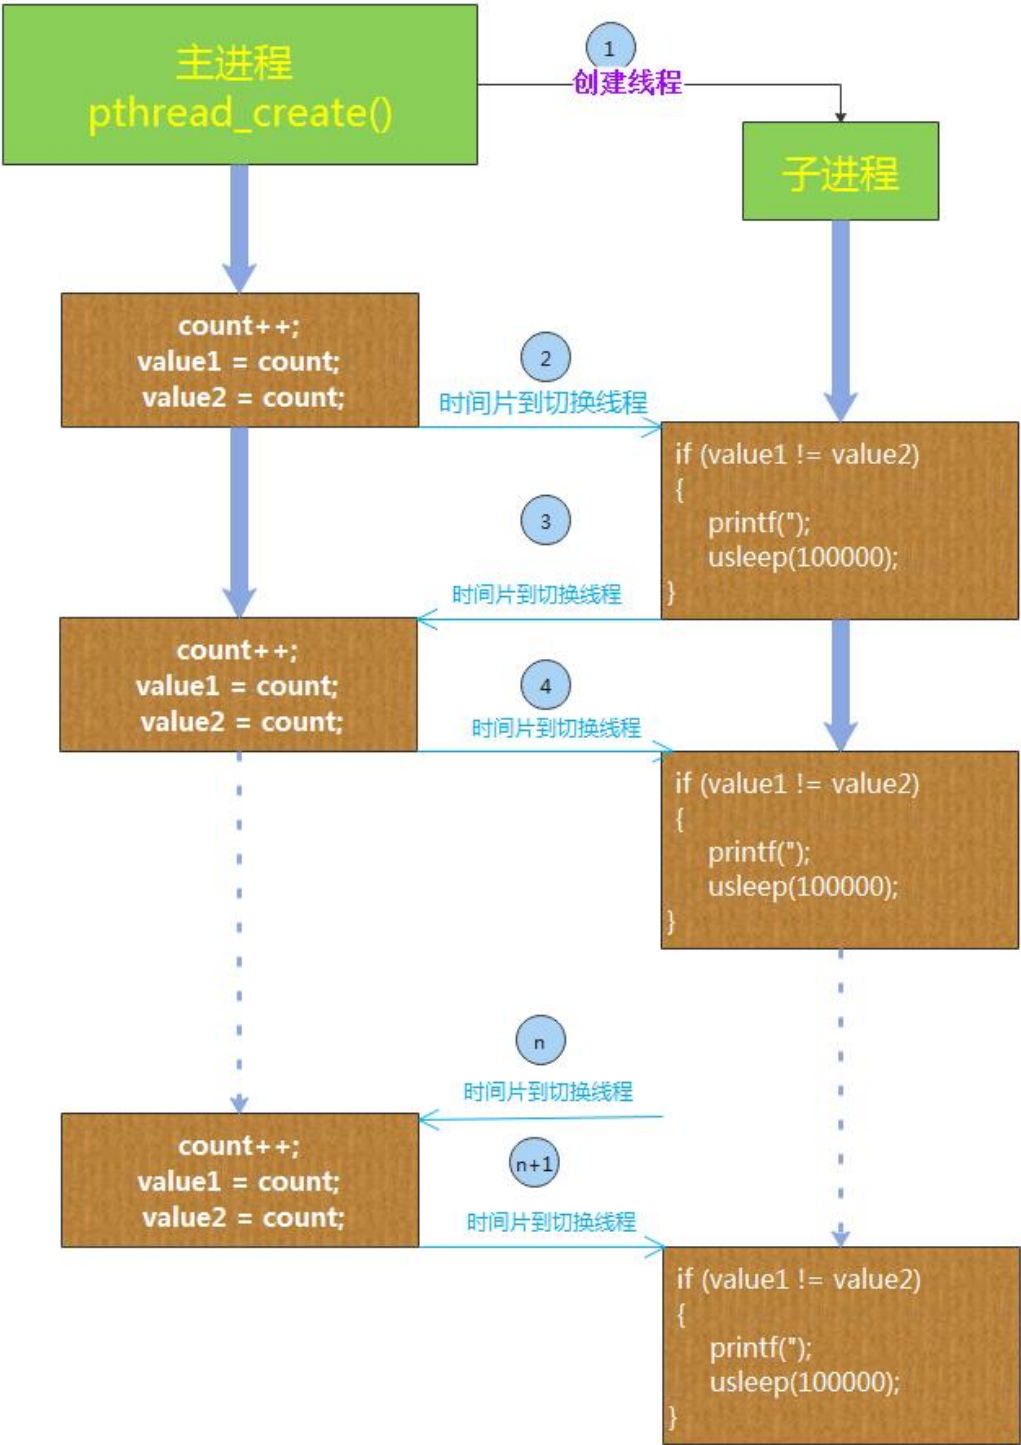 主进程
pthread_create()
1
创建线程
子进程
count++;
value1 = count;
value2 = count;
2
时间片到切换线程
if (value1 != value2)
{
printf(");
usleep(100000);
}
3
时间片到切换线程
count++;
value1 = count;
value2 = count;
4
时间片到切换线程
if (value1 != value2)
{
printf(");
usleep(100000);
}
n
时间片到切换线程
count++;
value1 = count;
value2 = count;
n+1
时间片到切换线程
if (value1 != value2)
{
printf(");
usleep(100000);
}